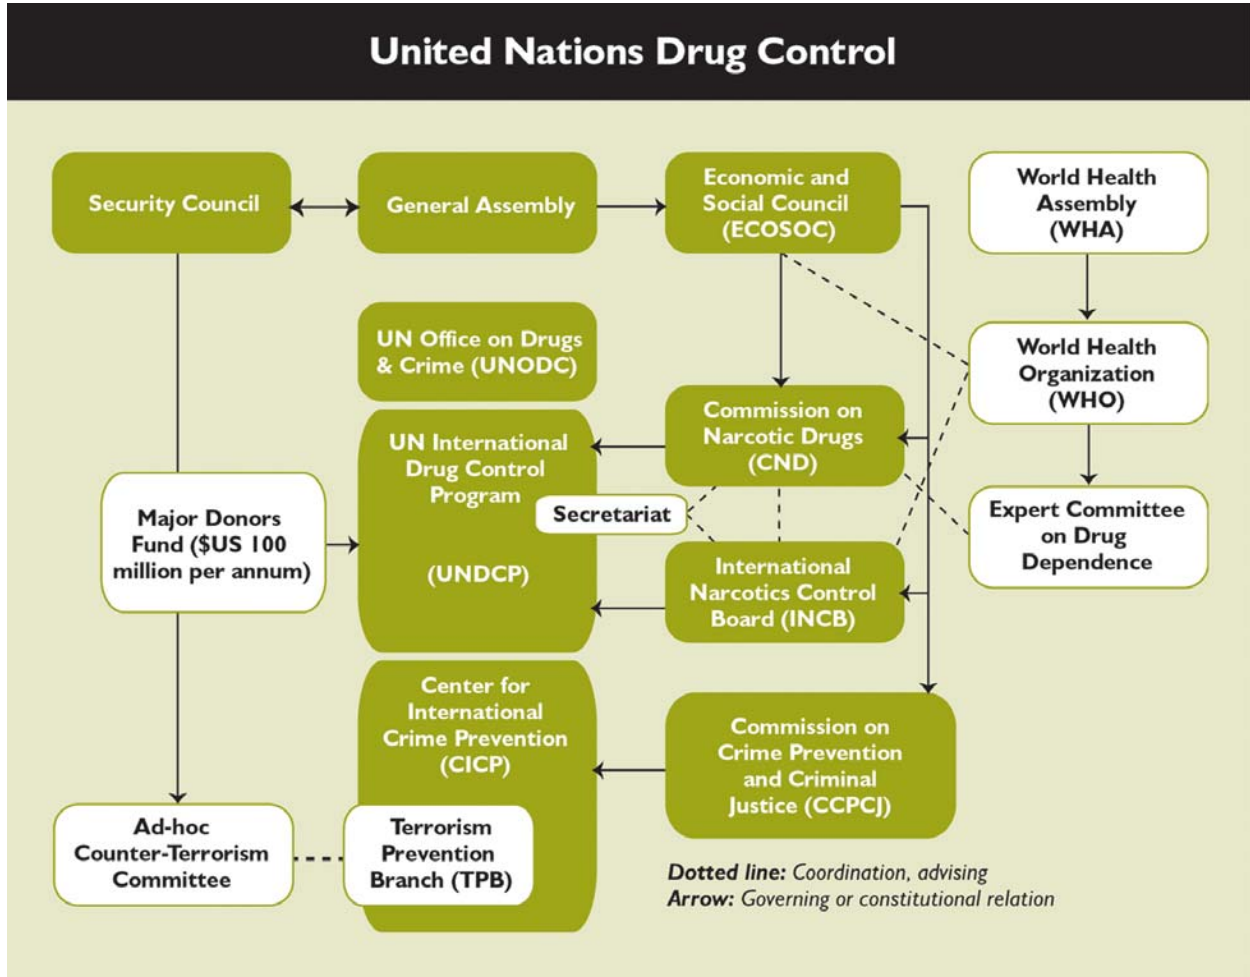 United Nations Drug Control
Security Council
General Assembly
Economic and
Social Council
(ECOSOC)
World Health
Assembly
(WHA)
UN Office on Drugs
& Crime (UNODC)
World Health
Organization
(WHO)
UN International
Drug Control
Program
(UNDCP)
Commission on
Narcotic Drugs
(CND)
Secretariat
Major Donors
Fund ($US 100
million per annum)
Expert Committee
on Drug
Dependence
International
Narcotics Control
Board (INCB)
Center for
International
Crime Prevention
(CICP)
Commission on
Crime Prevention
and Criminal
Justice (CCPCJ)
Ad-hoc
Counter-Terrorism
Committee
Terrorism
Prevention
Branch (TPB)
Dotted line: Coordination, advising
Arrow: Governing or constitutional relation